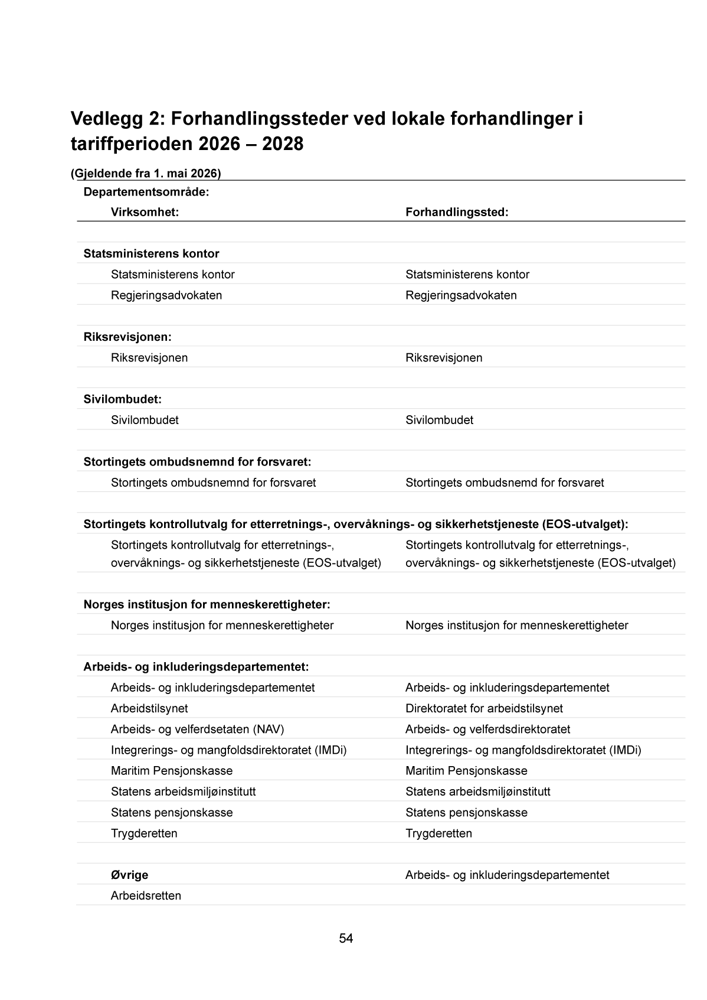 Vedlegg 2: Forhandlingssteder ved lokale forhandlinger i
tariffperioden 2026 – 2028
(Gjeldende fra 1. mai 2026)
Departementsområde:
Virksomhet: Forhandlingssted:
Statsministerens kontor
Statsministerens kontor Statsministerens kontor
Regjeringsadvokaten Regjeringsadvokaten
Riksrevisjonen:
Riksrevisjonen Riksrevisjonen
Sivilombudet:
Sivilombudet Sivilombudet
Stortingets ombudsnemnd for forsvaret:
Stortingets ombudsnemnd for forsvaret Stortingets ombudsnemd for forsvaret
Stortingets kontrollutvalg for etterretnings-, overvåknings- og sikkerhetstjeneste (EOS-utvalget):
Stortingets kontrollutvalg for etterretnings-, Stortingets kontrollutvalg for etterretnings-,
overvåknings- og sikkerhetstjeneste (EOS-utvalget) overvåknings- og sikkerhetstjeneste (EOS-utvalget)
Norges institusjon for menneskerettigheter:
Norges institusjon for menneskerettigheter Norges institusjon for menneskerettigheter
Arbeids- og inkluderingsdepartementet:
Arbeids- og inkluderingsdepartementet Arbeids- og inkluderingsdepartementet
Arbeidstilsynet Direktoratet for arbeidstilsynet
Arbeids- og velferdsetaten (NAV) Arbeids- og velferdsdirektoratet
Integrerings- og mangfoldsdirektoratet (IMDi) Integrerings- og mangfoldsdirektoratet (IMDi)
Maritim Pensjonskasse Maritim Pensjonskasse
Statens arbeidsmiljøinstitutt Statens arbeidsmiljøinstitutt
Statens pensjonskasse Statens pensjonskasse
Trygderetten Trygderetten
Øvrige Arbeids- og inkluderingsdepartementet
Arbeidsretten
54